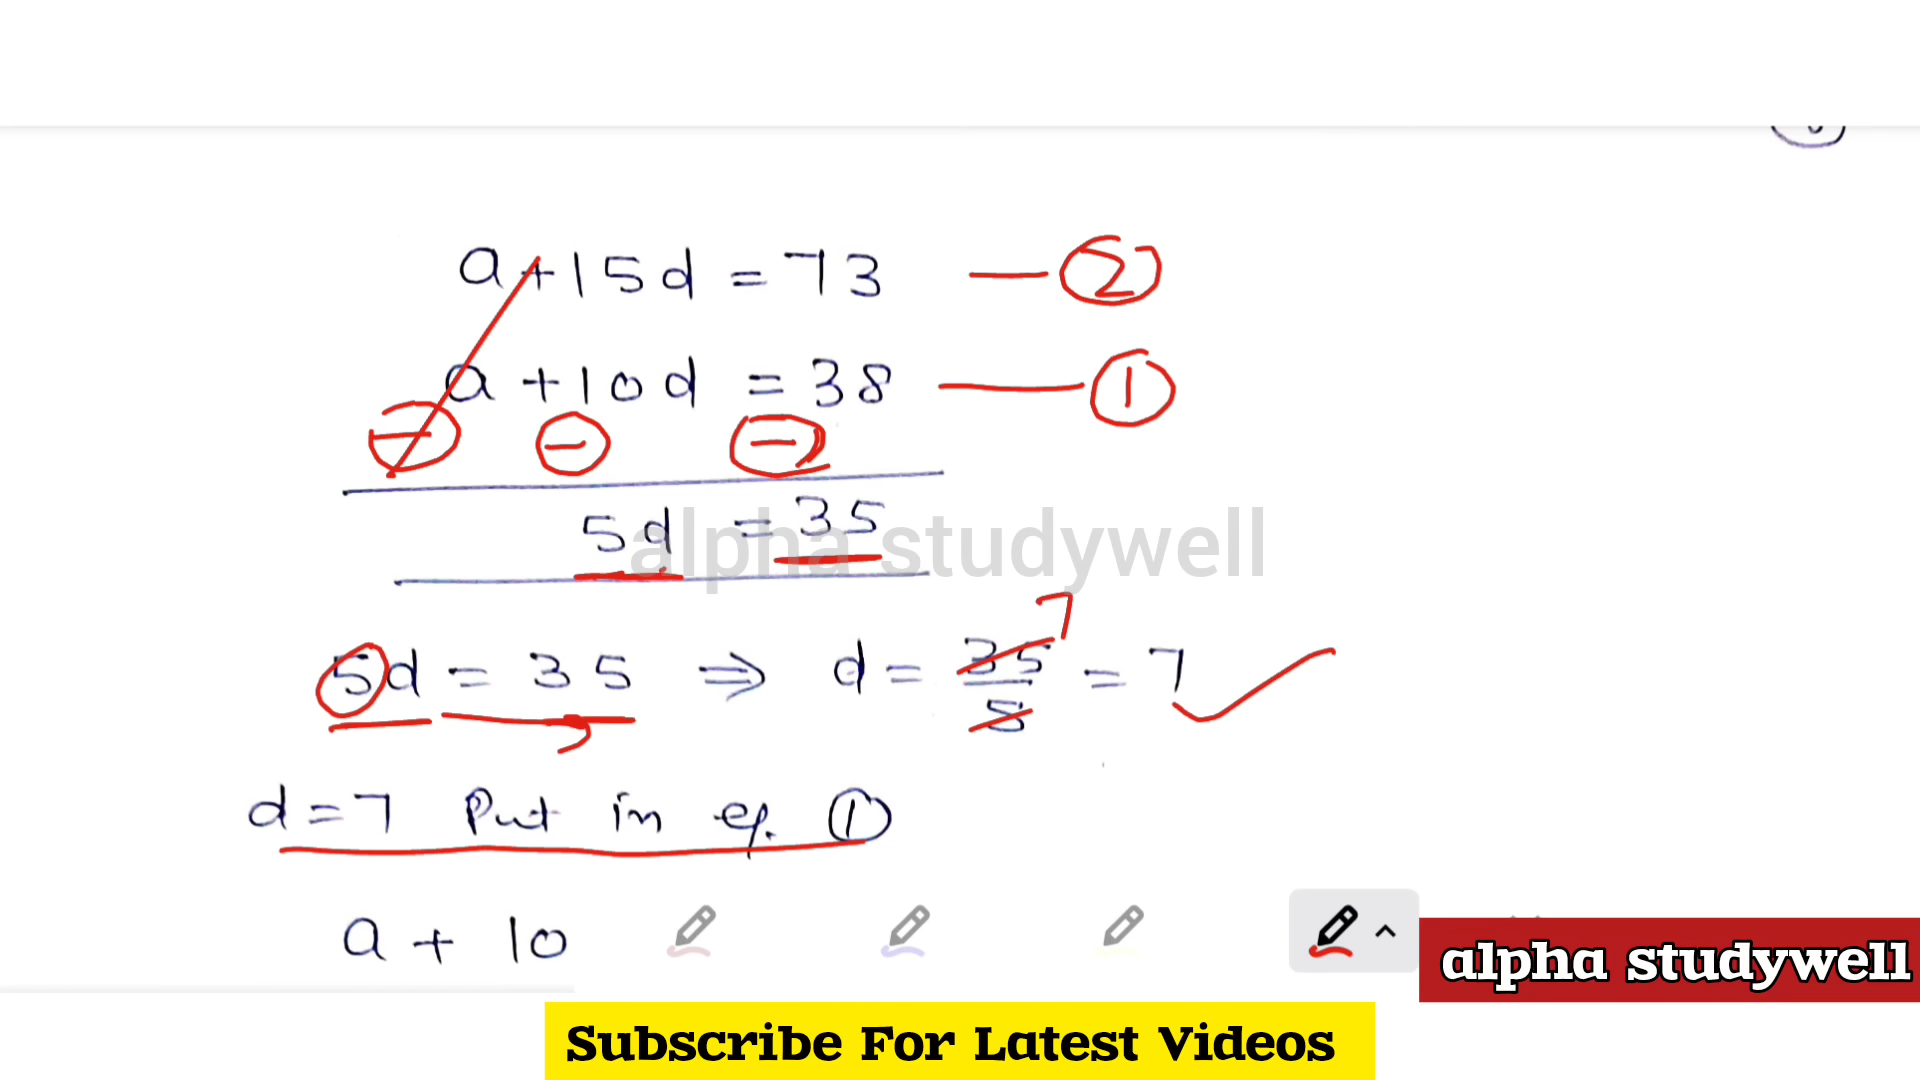 a + 15d = 73 — ②
a + 10d = 38 — ①
− − −
5d = 35
alpha studywell
5d = 35 ⇒ d = 35/5 = 7
7
d = 7 Put in eq. ①
a + 10
alpha studywell
Subscribe For Latest Videos